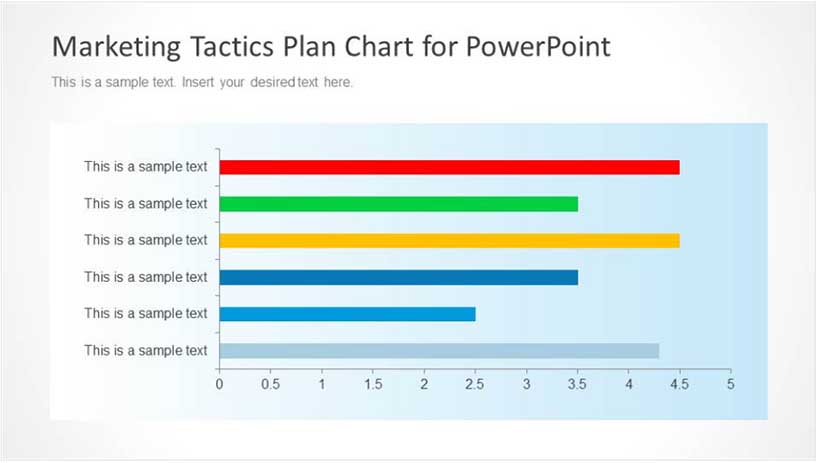 Marketing Tactics Plan Chart for PowerPoint
This is a sample text. Insert your desired text here.
This is a sample text
This is a sample text
This is a sample text
This is a sample text
This is a sample text
This is a sample text
0 0.5 1 1.5 2 2.5 3 3.5 4 4.5 5